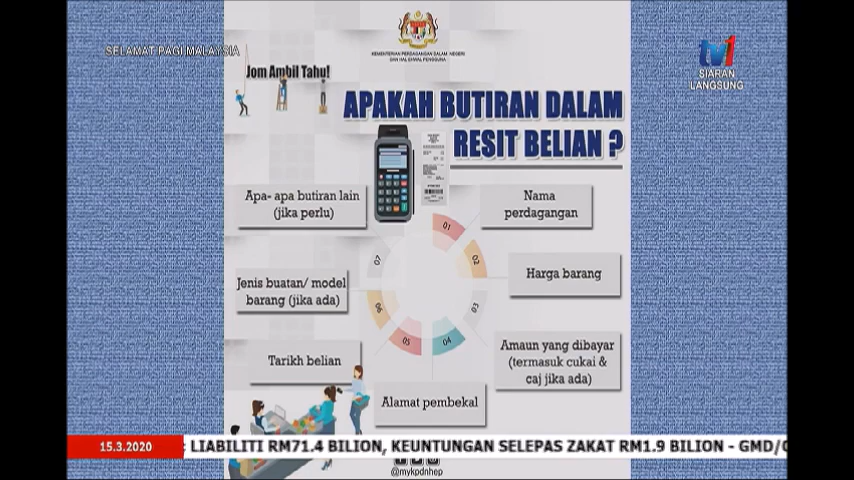 SELAMAT PAGI MALAYSIA
tv1
SIARAN
LANGSUNG
KEMENTERIAN PERDAGANGAN DALAM NEGERI
DAN HAL EHWAL PENGGUNA
Jom Ambil Tahu!
APAKAH BUTIRAN DALAM
RESIT BELIAN ?
Nama
perdagangan
01
Harga barang
02
Amaun yang dibayar
(termasuk cukai &
caj jika ada)
03
Alamat pembekal
04
Tarikh belian
05
Jenis buatan/ model
barang (jika ada)
06
Apa- apa butiran lain
(jika perlu)
07
15.3.2020
LIABILITI RM71.4 BILION, KEUNTUNGAN SELEPAS ZAKAT RM1.9 BILION - GMD/
@mykpdnhep